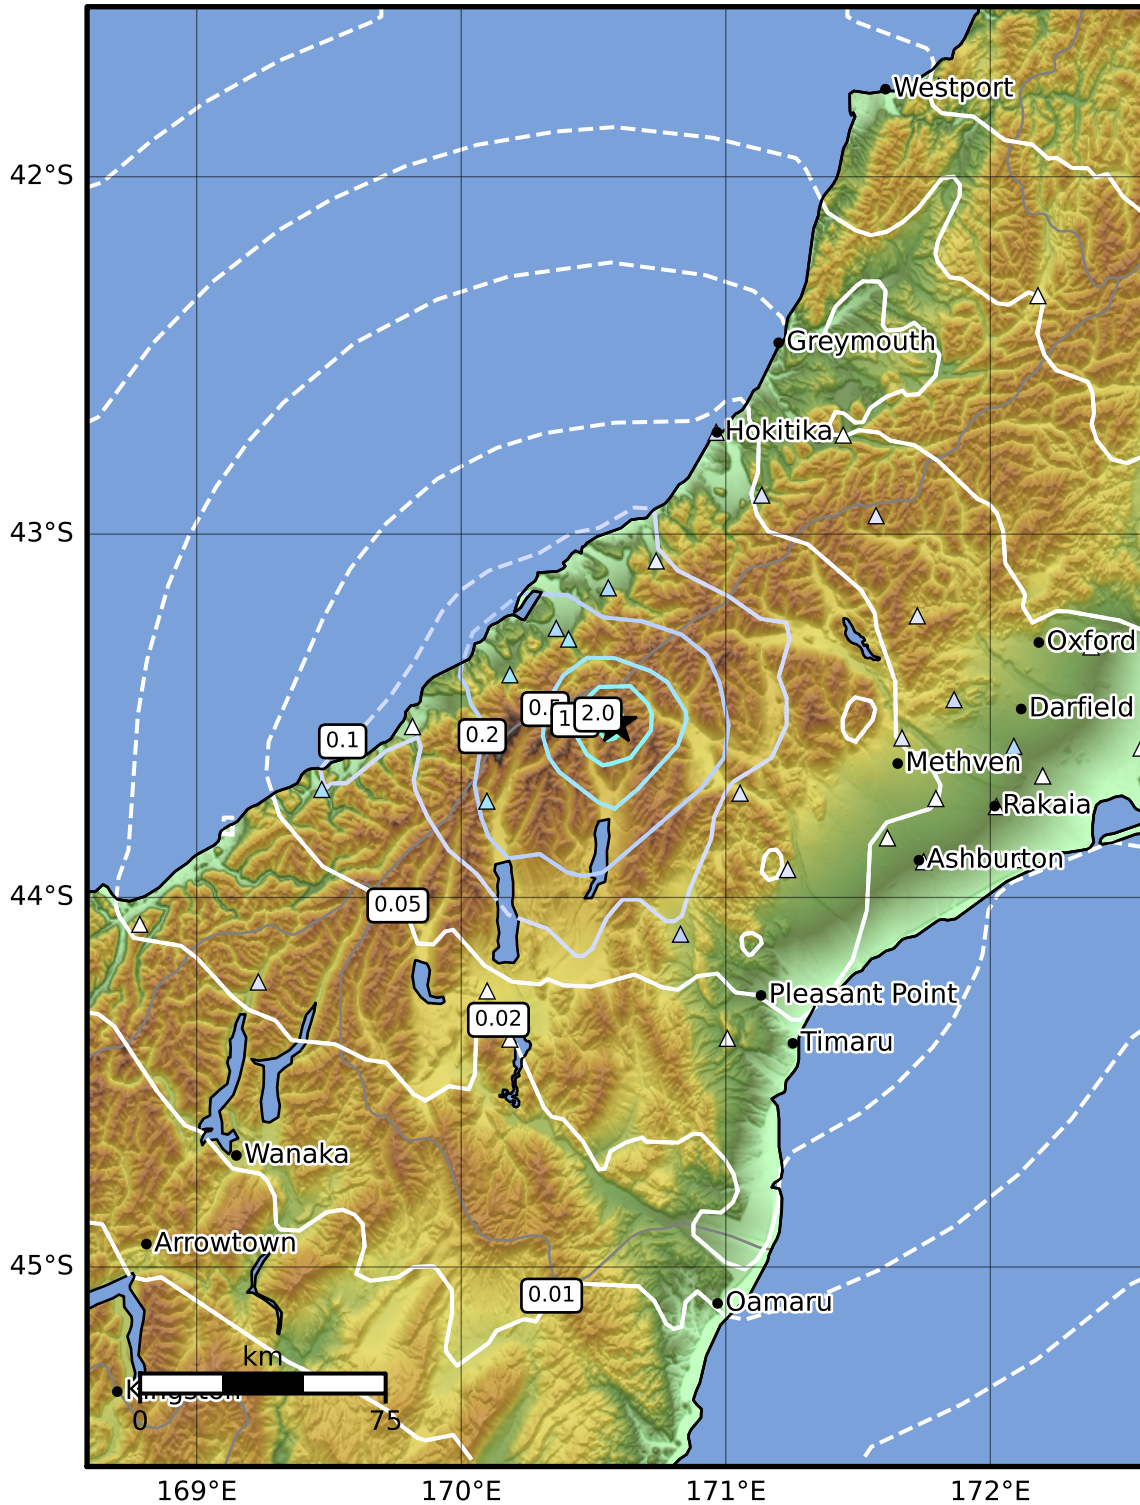 Westport
42°S
Greymouth
Hokitika
43°S
Oxford
Darfield
0.5
2.0
0.2
0.1
Methven
Rakaia
Ashburton
44°S
0.05
Pleasant Point
0.02
Timaru
Wanaka
Arrowtown
45°S
0.01
Oamaru
km
Kingston
0 75
169°E 170°E 171°E 172°E